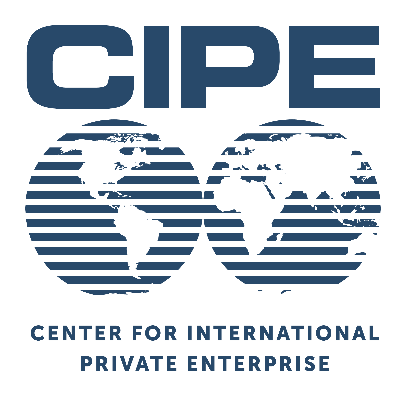 CIPE
CENTER FOR INTERNATIONAL
PRIVATE ENTERPRISE